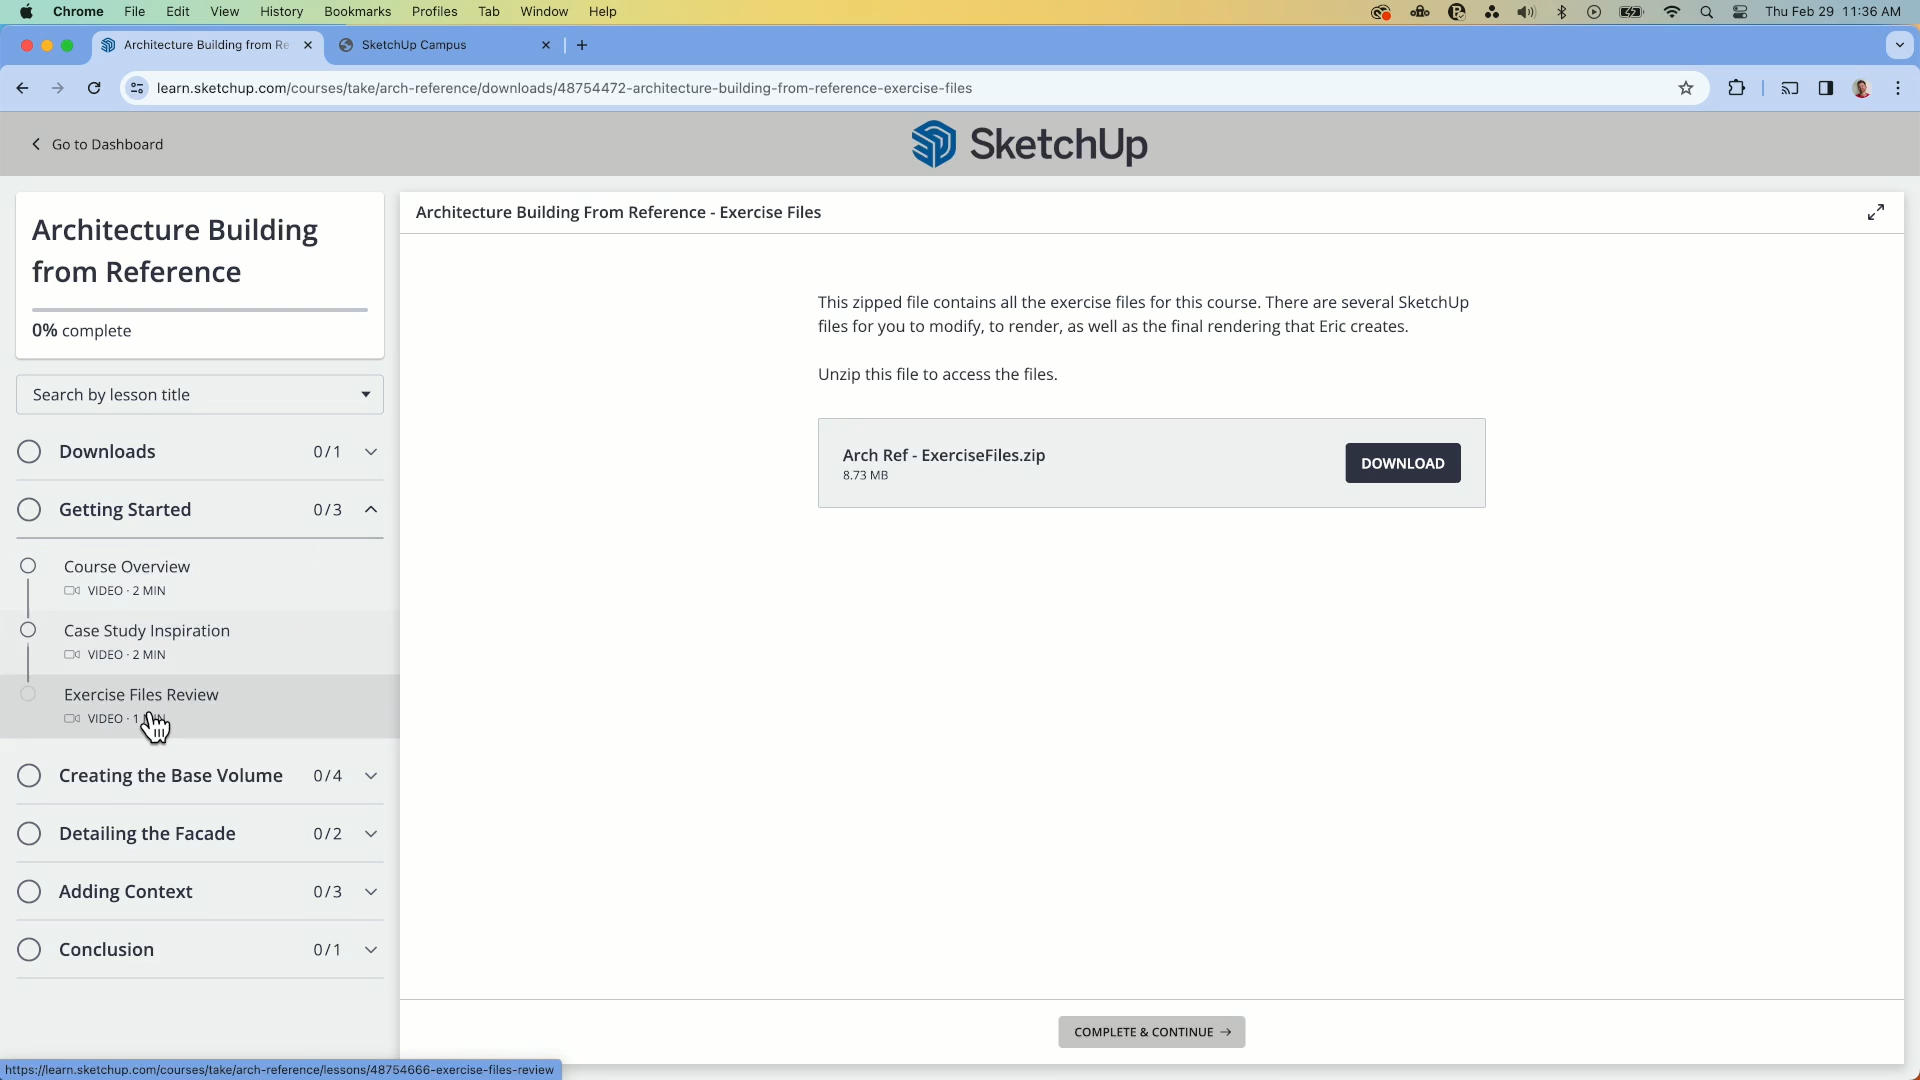 Chrome File Edit View History Bookmarks Profiles Tab Window Help Thu Feb 29 11:36 AM
Architecture Building from Re SketchUp Campus
learn.sketchup.com/courses/take/arch-reference/downloads/48754472-architecture-building-from-reference-exercise-files
Go to Dashboard
SketchUp
Architecture Building
from Reference
0% complete
Search by lesson title
Downloads 0/1
Getting Started 0/3
Course Overview
VIDEO · 2 MIN
Case Study Inspiration
VIDEO · 2 MIN
Exercise Files Review
VIDEO · 1 MIN
Creating the Base Volume 0/4
Detailing the Facade 0/2
Adding Context 0/3
Conclusion 0/1
Architecture Building From Reference - Exercise Files
This zipped file contains all the exercise files for this course. There are several SketchUp
files for you to modify, to render, as well as the final rendering that Eric creates.
Unzip this file to access the files.
Arch Ref - ExerciseFiles.zip
8.73 MB
DOWNLOAD
COMPLETE & CONTINUE →
https://learn.sketchup.com/courses/take/arch-reference/lessons/48754666-exercise-files-review